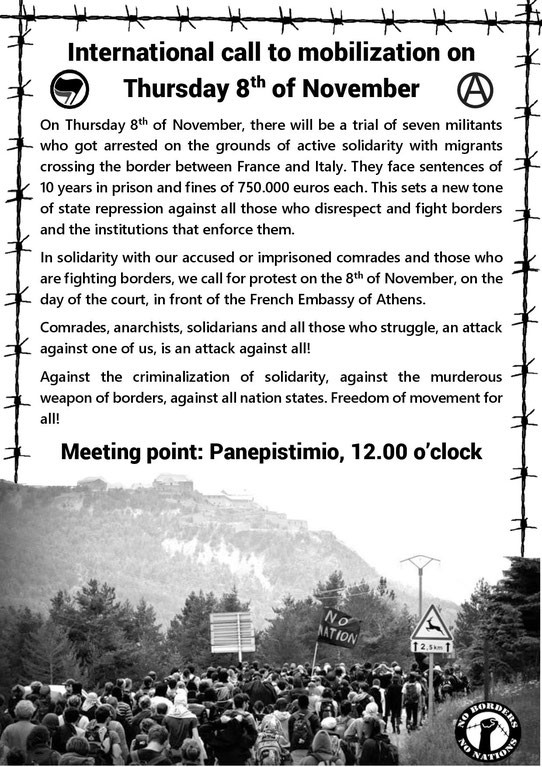 International call to mobilization on
Thursday 8th of November
On Thursday 8th of November, there will be a trial of seven militants
who got arrested on the grounds of active solidarity with migrants
crossing the border between France and Italy. They face sentences of
10 years in prison and fines of 750.000 euros each. This sets a new tone
of state repression against all those who disrespect and fight borders
and the institutions that enforce them.
In solidarity with our accused or imprisoned comrades and those who
are fighting borders, we call for protest on the 8th of November, on the
day of the court, in front of the French Embassy of Athens.
Comrades, anarchists, solidarians and all those who struggle, an attack
against one of us, is an attack against all!
Against the criminalization of solidarity, against the murderous
weapon of borders, against all nation states. Freedom of movement for
all!
Meeting point: Panepistimio, 12.00 o’clock
NO
NATION
2,5km
NO BORDERS
NO NATIONS